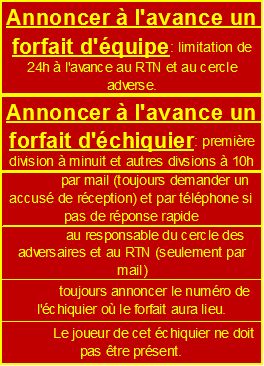 Annoncer à l'avance un
forfait d'équipe: limitation de
24h à l'avance au RTN et au cercle
adverse.
Annoncer à l'avance un
forfait d'échiquier: première
division à minuit et autres divsions à 10h
par mail (toujours demander un
accusé de réception) et par téléphone si
pas de réponse rapide
au responsable du cercle des
adversaires et au RTN (seulement par
mail)
toujours annoncer le numéro de
l'échiquier où le forfait aura lieu.
Le joueur de cet échiquier ne doit
pas être présent.